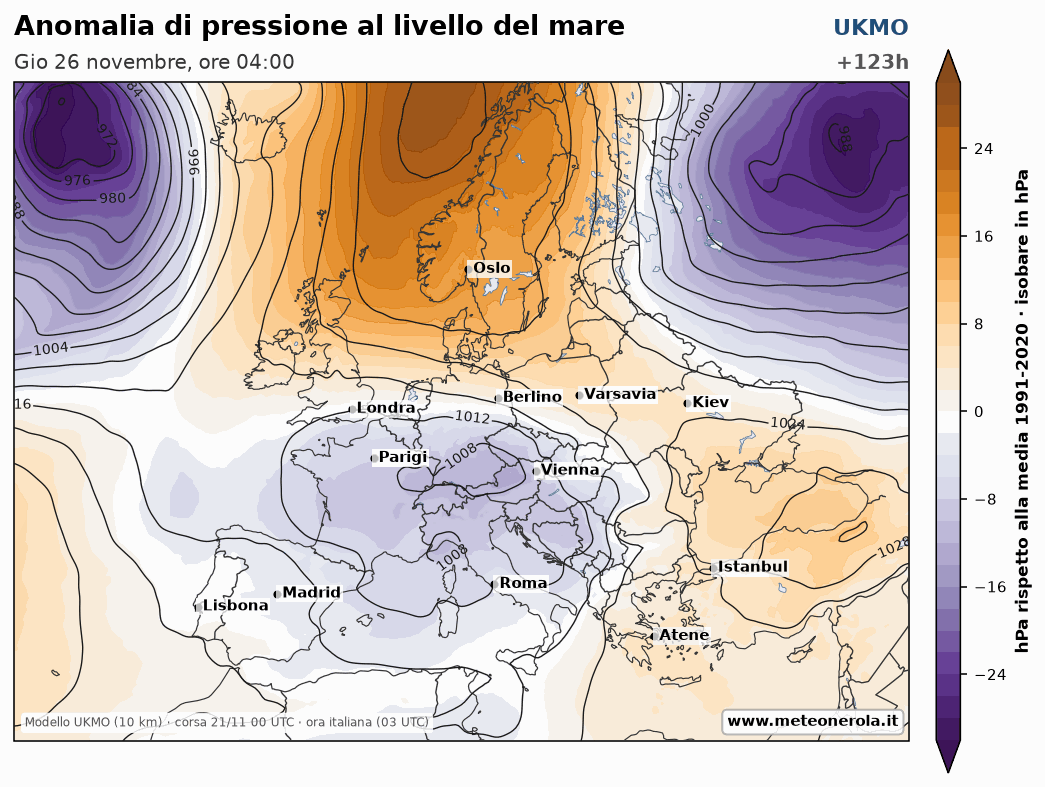 Anomalia di pressione al livello del mare
UKMO
Gio 26 novembre, ore 04:00
+123h
1000
972
988
976
996
980
1004
Oslo
16
Londra
Berlino
Varsavia
Kiev
1012
1024
Parigi
1008
Vienna
1008
1028
Istanbul
Roma
Madrid
Lisbona
Atene
24
16
8
0
−8
−16
−24
hPa rispetto alla media 1991-2020 · isobare in hPa
Modello UKMO (10 km) · corsa 21/11 00 UTC · ora italiana (03 UTC)
www.meteonerola.it